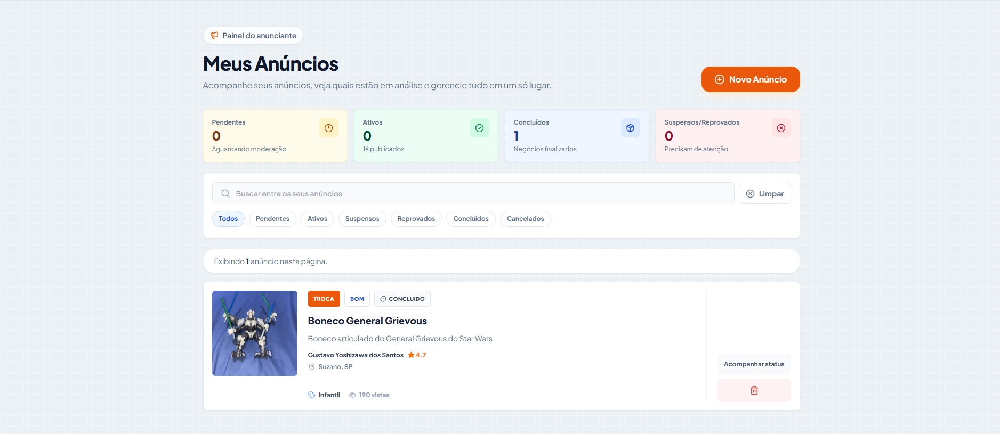 Painel do anunciante
Meus Anúncios
Acompanhe seus anúncios, veja quais estão em análise e gerencie tudo em um só lugar.
Novo Anúncio
Pendentes
0
Aguardando moderação
Ativos
0
Já publicados
Concluídos
1
Negócios finalizados
Suspensos/Reprovados
0
Precisam de atenção
Buscar entre os seus anúncios
Limpar
Todos Pendentes Ativos Suspensos Reprovados Concluídos Cancelados
Exibindo 1 anúncio nesta página.
TROCA BOM CONCLUIDO
Boneco General Grievous
Boneco articulado do General Grievous do Star Wars
Gustavo Yoshizawa dos Santos 4.7
Suzano, SP
Infantil 190 vistas
Acompanhar status